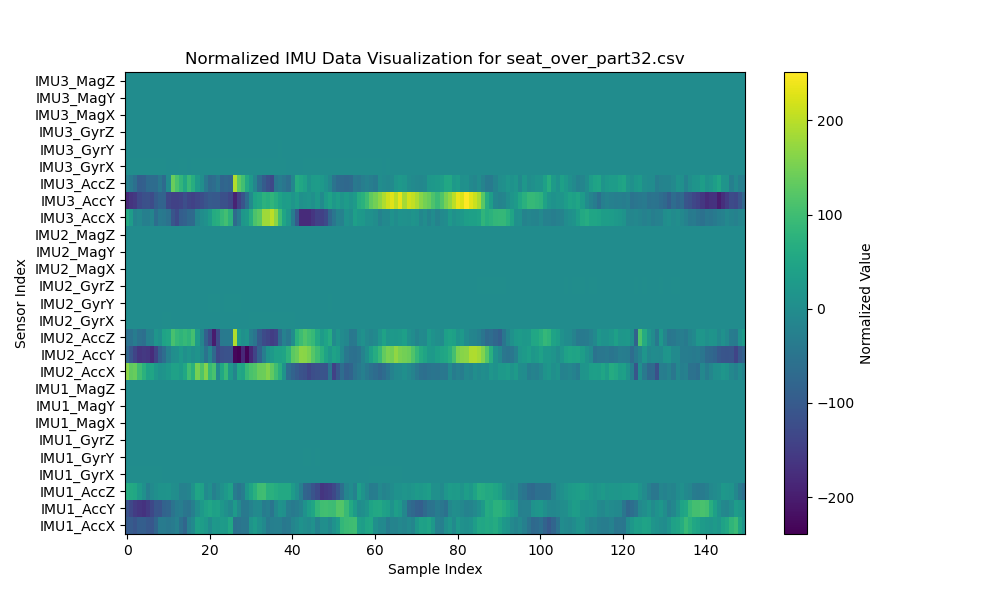 Normalized IMU Data Visualization for seat_over_part32.csv
IMU3_MagZ
IMU3_MagY
IMU3_MagX
IMU3_GyrZ
IMU3_GyrY
IMU3_GyrX
IMU3_AccZ
IMU3_AccY
IMU3_AccX
IMU2_MagZ
IMU2_MagY
IMU2_MagX
IMU2_GyrZ
IMU2_GyrY
IMU2_GyrX
IMU2_AccZ
IMU2_AccY
IMU2_AccX
IMU1_MagZ
IMU1_MagY
IMU1_MagX
IMU1_GyrZ
IMU1_GyrY
IMU1_GyrX
IMU1_AccZ
IMU1_AccY
IMU1_AccX
Sensor Index
0 20 40 60 80 100 120 140
Sample Index
200
100
0
−100
−200
Normalized Value